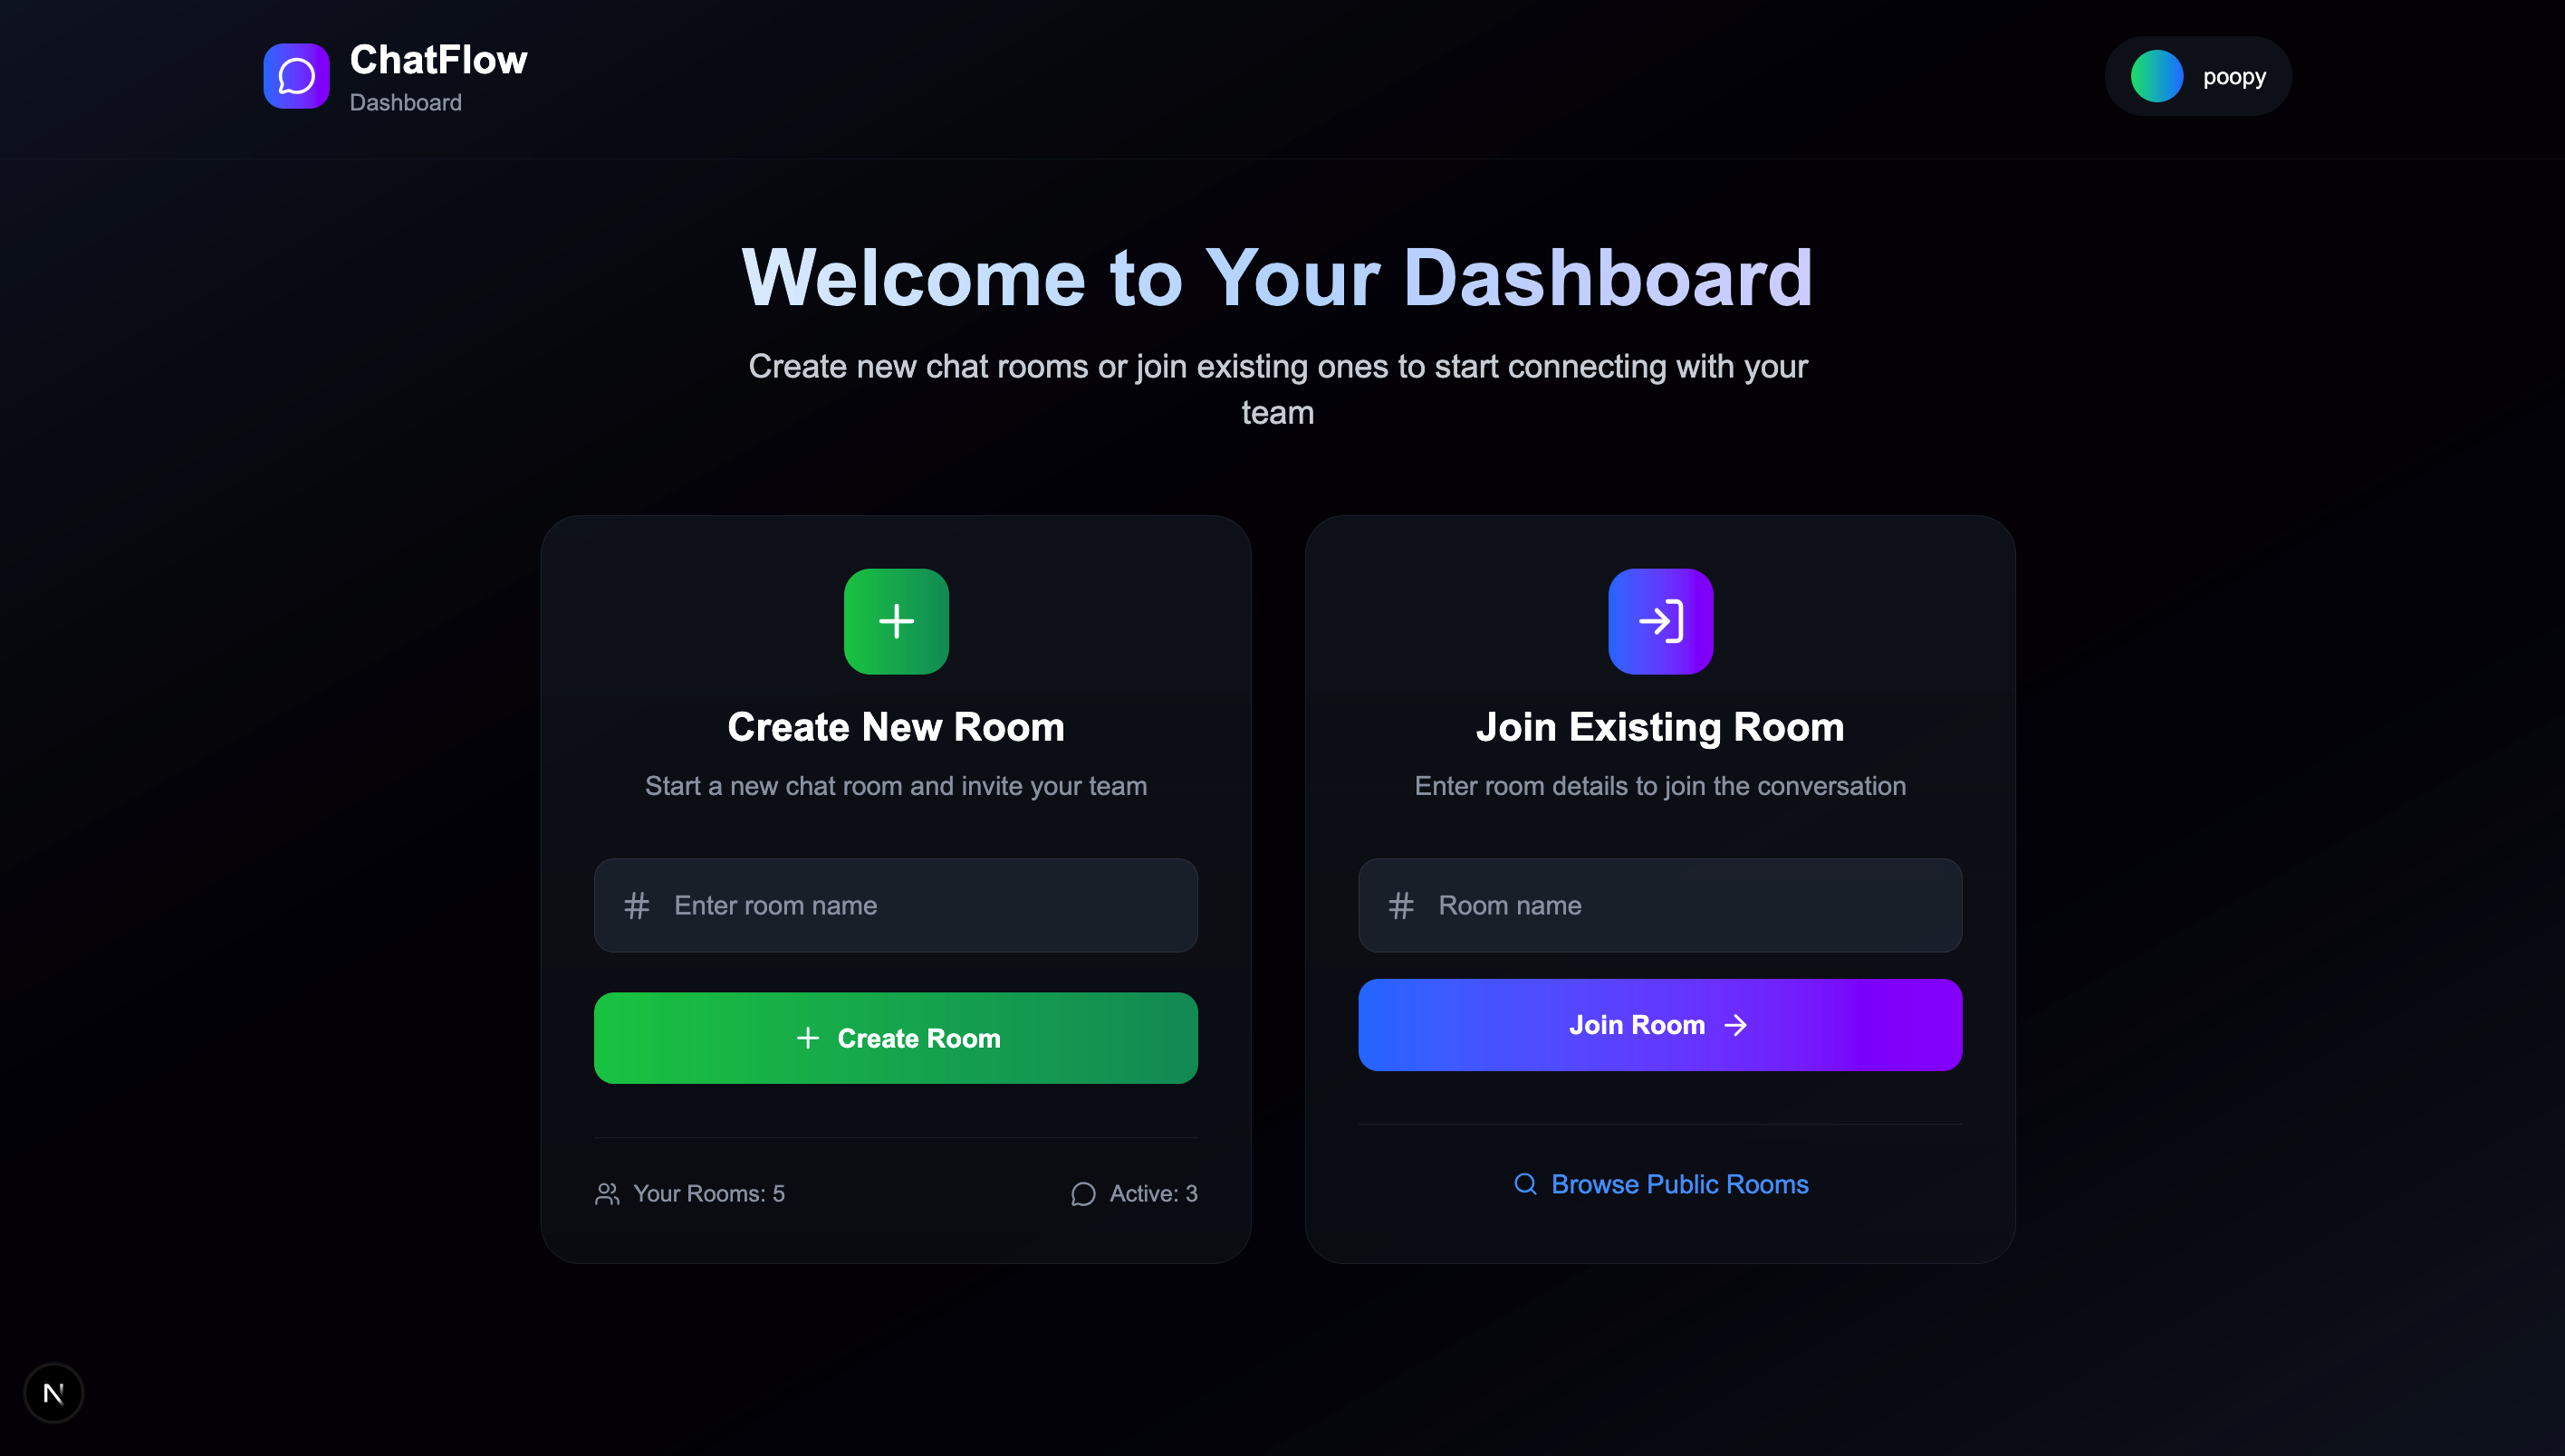 ChatFlow
Dashboard
poopy
Welcome to Your Dashboard
Create new chat rooms or join existing ones to start connecting with your
team
Create New Room
Start a new chat room and invite your team
# Enter room name
+ Create Room
Your Rooms: 5
Active: 3
Join Existing Room
Enter room details to join the conversation
# Room name
Join Room →
Browse Public Rooms
N